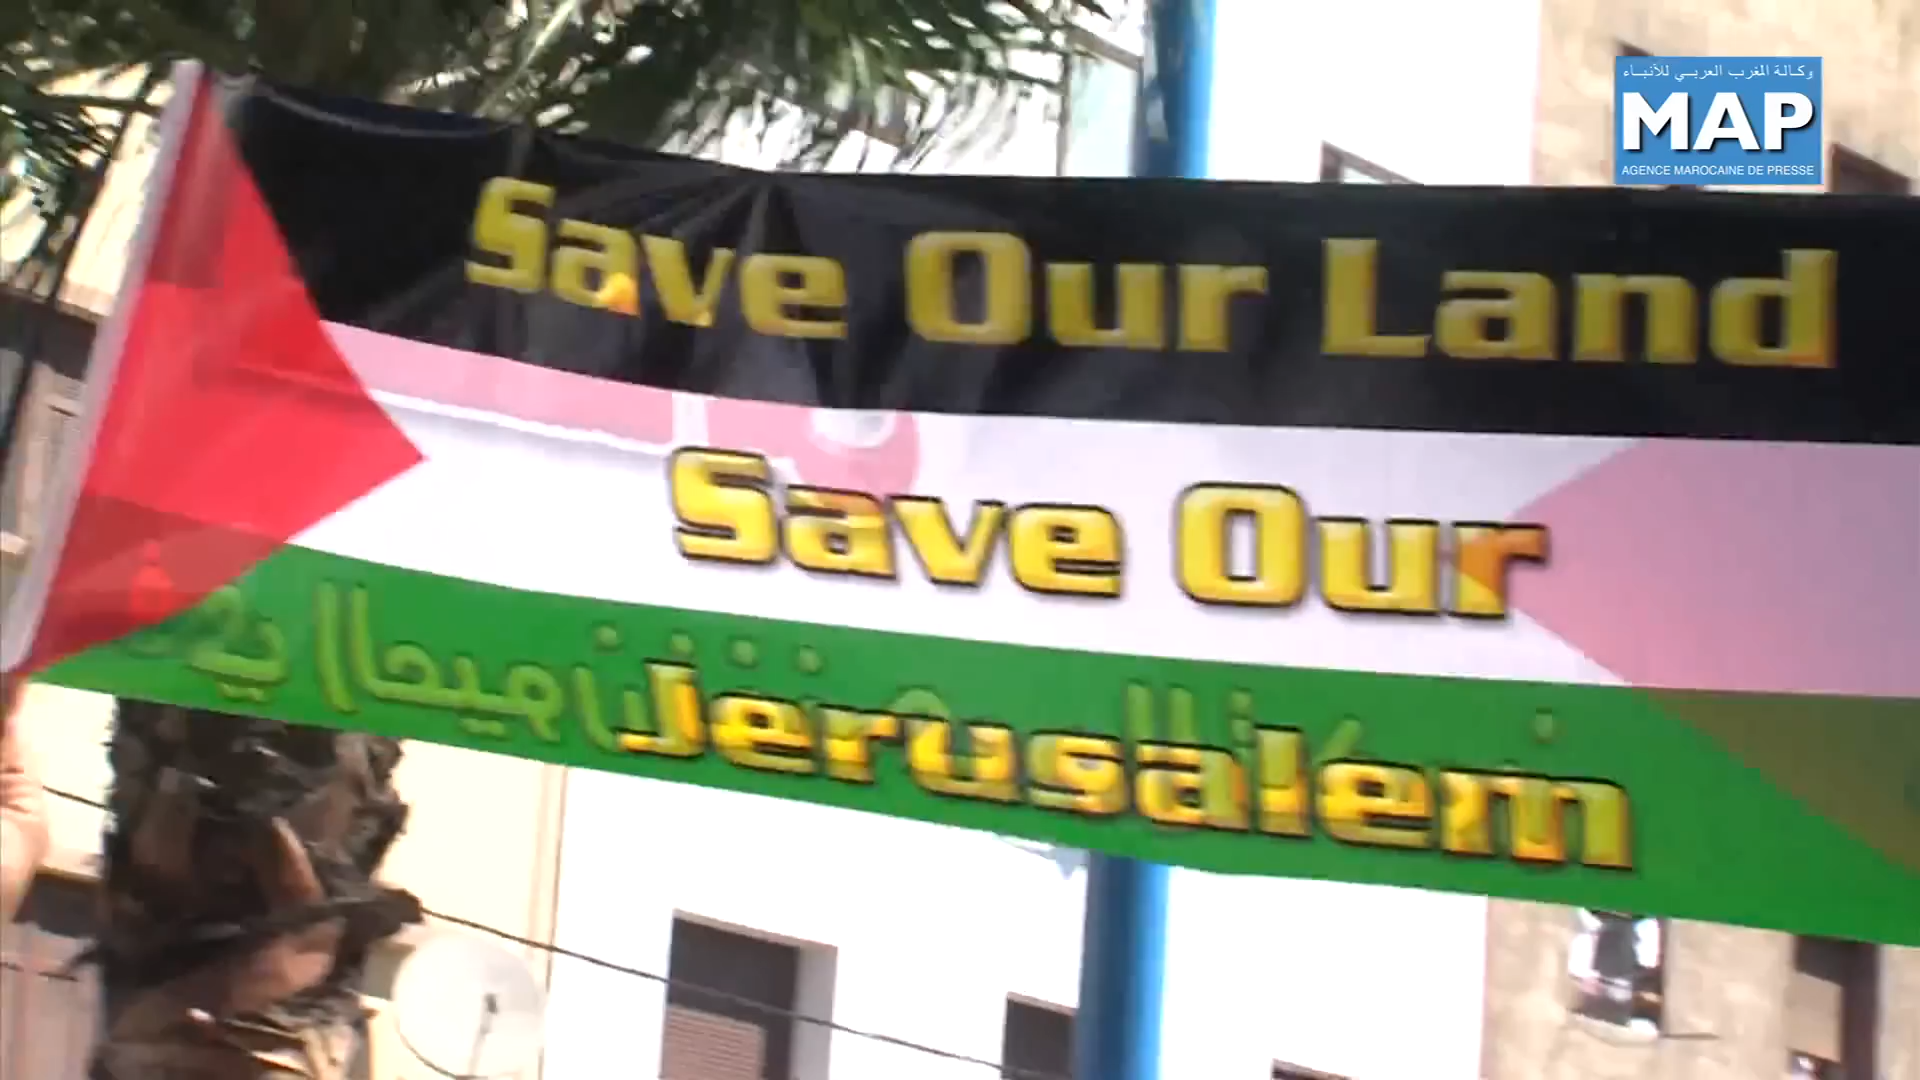 وكالة المغرب العربي للأنباء
MAP
AGENCE MAROCAINE DE PRESSE
Save Our Land
Save Our
Jerusalem